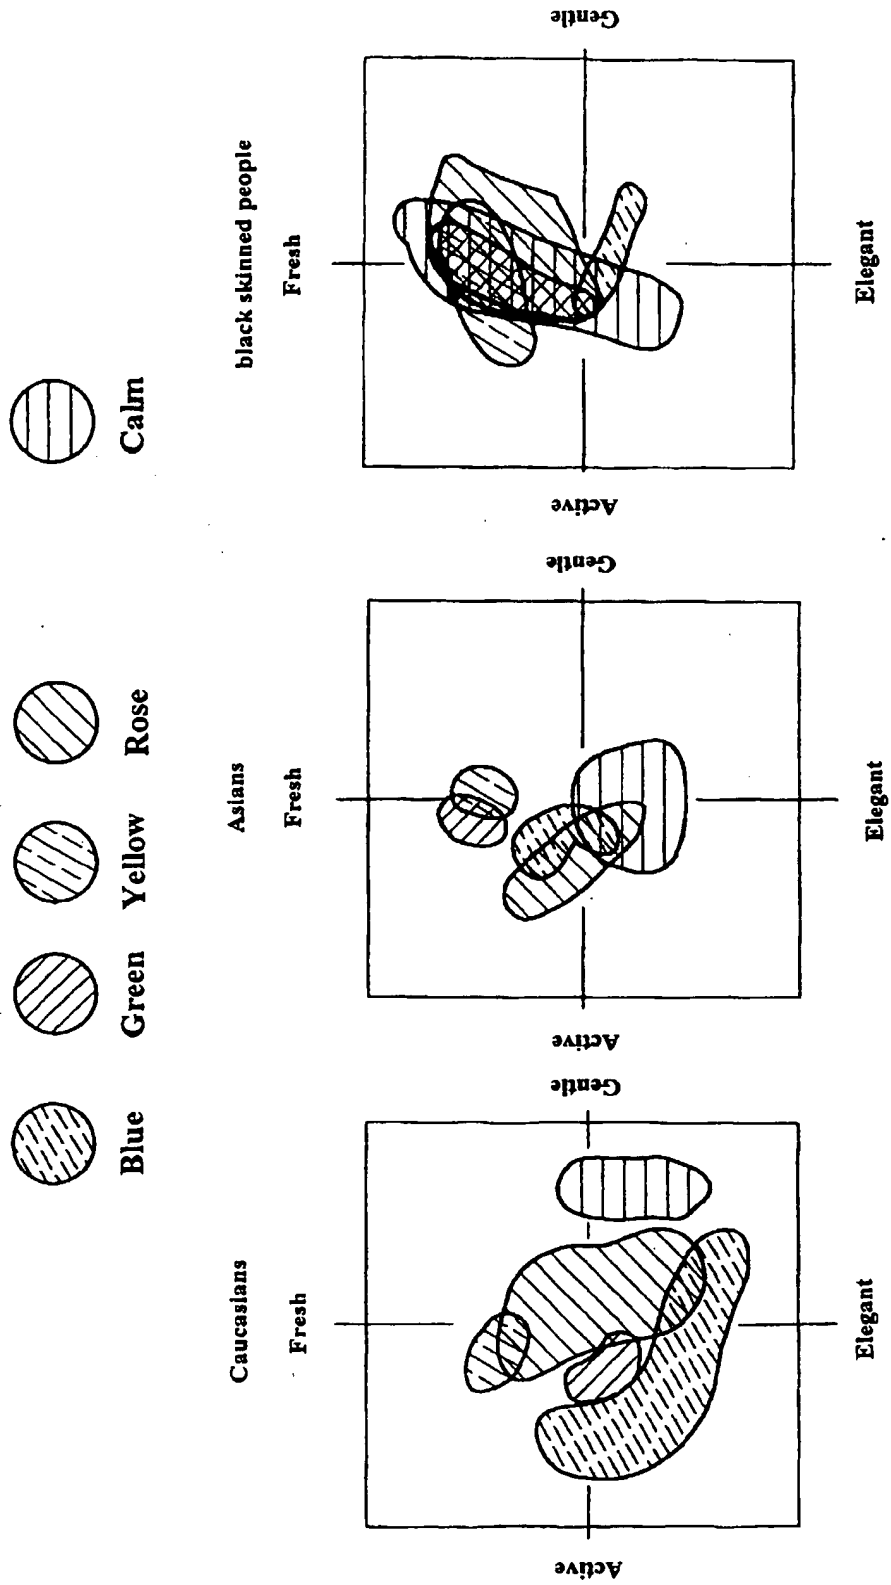 Blue Green Yellow Rose Calm
Caucasians Asians black skinned people
Fresh Fresh Fresh
Active Gentle Active Gentle Active Gentle
Elegant Elegant Elegant